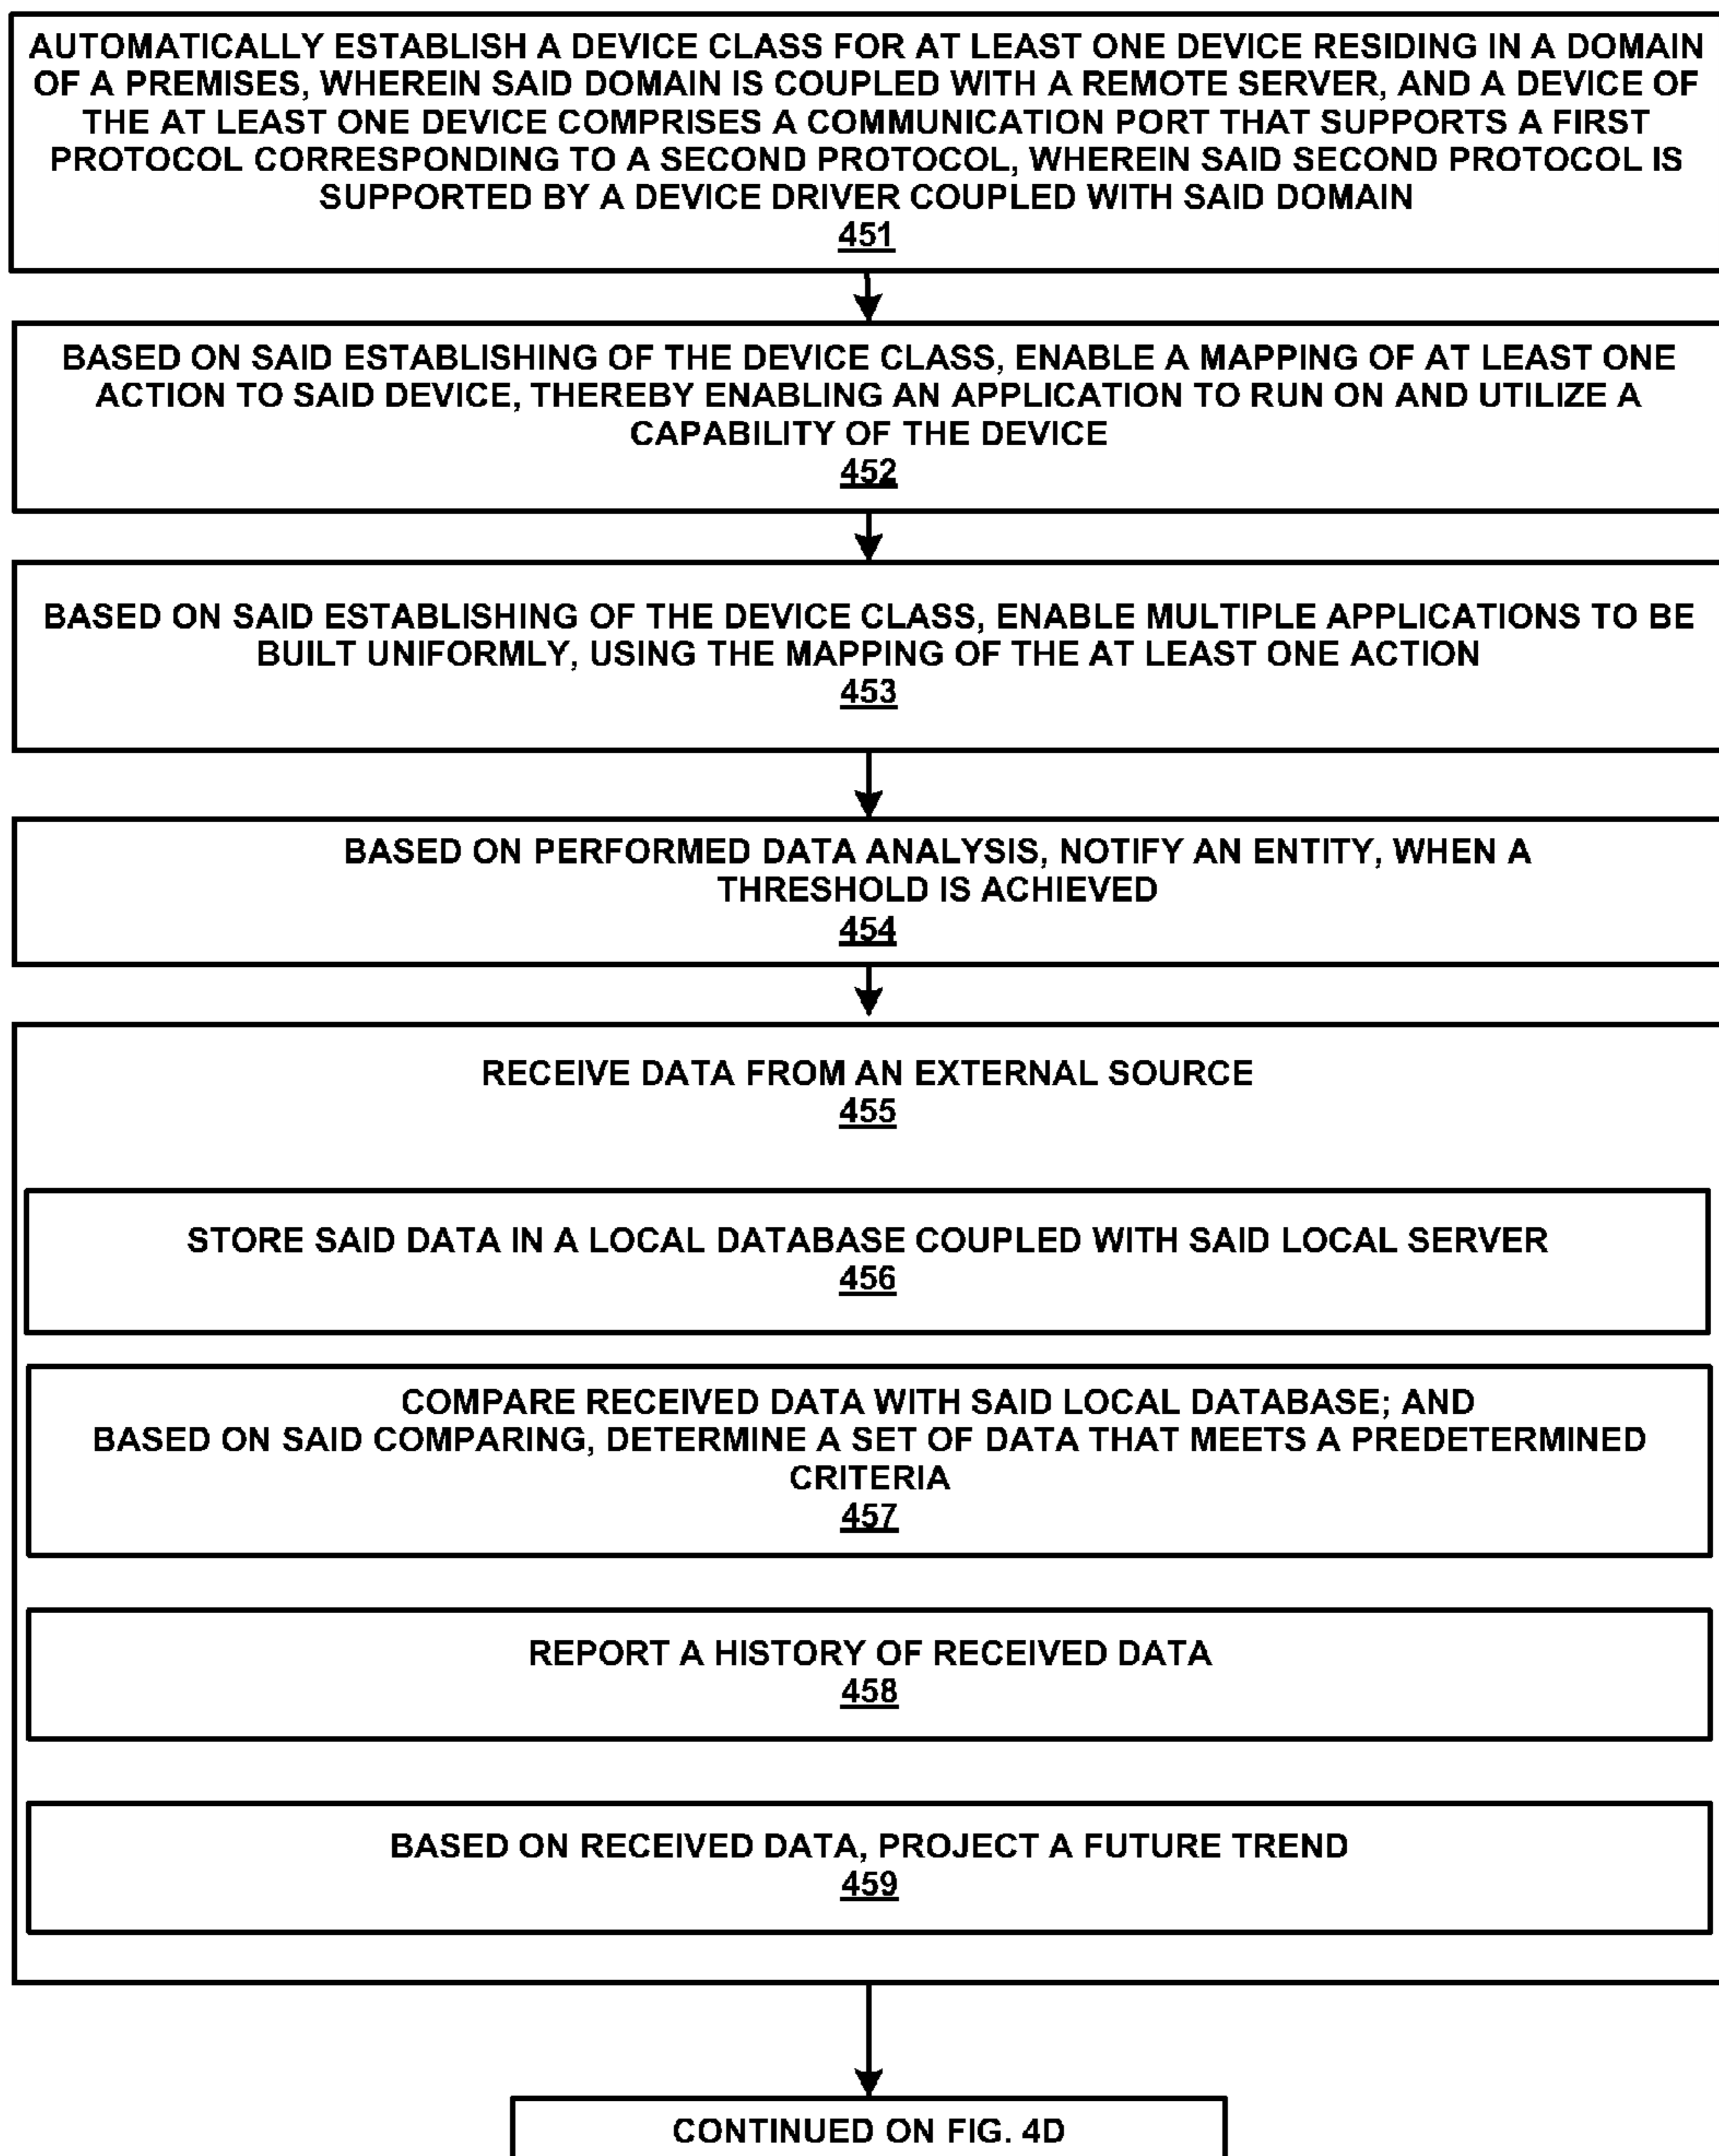 AUTOMATICALLY ESTABLISH A DEVICE CLASS FOR AT LEAST ONE DEVICE RESIDING IN A DOMAIN
OF A PREMISES, WHEREIN SAID DOMAIN IS COUPLED WITH A REMOTE SERVER, AND A DEVICE OF
THE AT LEAST ONE DEVICE COMPRISES A COMMUNICATION PORT THAT SUPPORTS A FIRST
PROTOCOL CORRESPONDING TO A SECOND PROTOCOL, WHEREIN SAID SECOND PROTOCOL IS
SUPPORTED BY A DEVICE DRIVER COUPLED WITH SAID DOMAIN
451
BASED ON SAID ESTABLISHING OF THE DEVICE CLASS, ENABLE A MAPPING OF AT LEAST ONE
ACTION TO SAID DEVICE, THEREBY ENABLING AN APPLICATION TO RUN ON AND UTILIZE A
CAPABILITY OF THE DEVICE
452
BASED ON SAID ESTABLISHING OF THE DEVICE CLASS, ENABLE MULTIPLE APPLICATIONS TO BE
BUILT UNIFORMLY, USING THE MAPPING OF THE AT LEAST ONE ACTION
453
BASED ON PERFORMED DATA ANALYSIS, NOTIFY AN ENTITY, WHEN A
THRESHOLD IS ACHIEVED
454
RECEIVE DATA FROM AN EXTERNAL SOURCE
455
STORE SAID DATA IN A LOCAL DATABASE COUPLED WITH SAID LOCAL SERVER
456
COMPARE RECEIVED DATA WITH SAID LOCAL DATABASE; AND
BASED ON SAID COMPARING, DETERMINE A SET OF DATA THAT MEETS A PREDETERMINED
CRITERIA
457
REPORT A HISTORY OF RECEIVED DATA
458
BASED ON RECEIVED DATA, PROJECT A FUTURE TREND
459
CONTINUED ON FIG. 4D